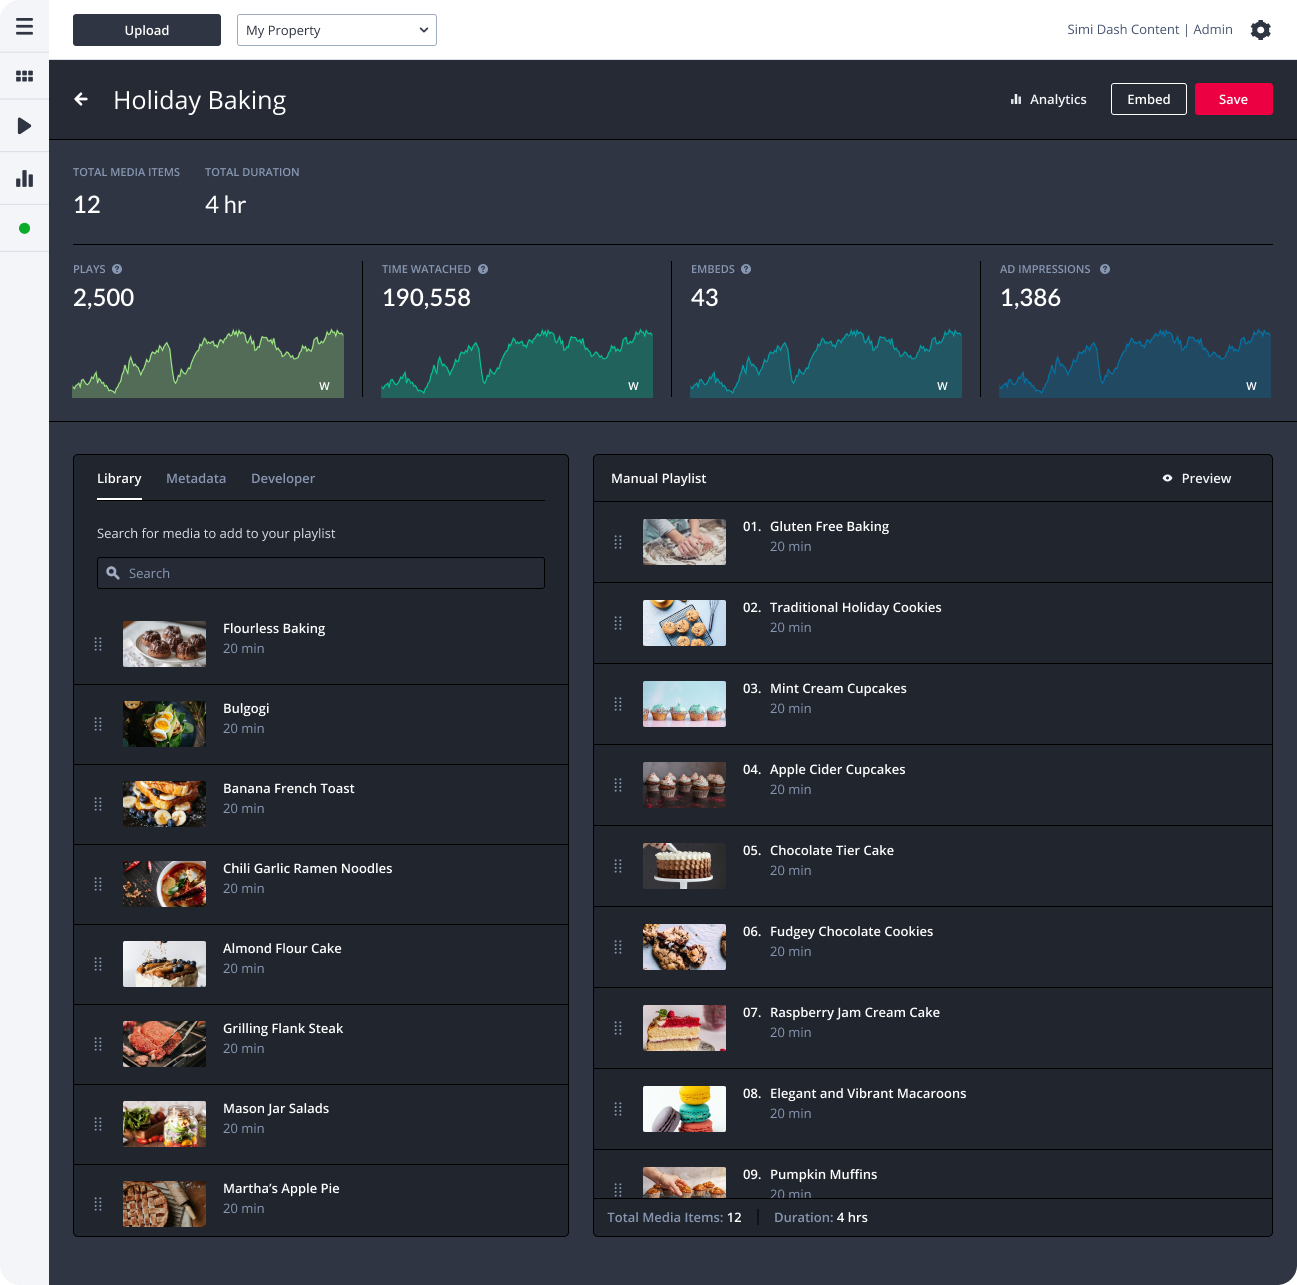 Upload
My Property
Simi Dash Content | Admin
Holiday Baking
Analytics
Embed
Save
TOTAL MEDIA ITEMS
TOTAL DURATION
12
4 hr
PLAYS
TIME WATACHED
EMBEDS
AD IMPRESSIONS
2,500
190,558
43
1,386
W
W
W
W
Library
Metadata
Developer
Search for media to add to your playlist
Search
Flourless Baking
20 min
Bulgogi
20 min
Banana French Toast
20 min
Chili Garlic Ramen Noodles
20 min
Almond Flour Cake
20 min
Grilling Flank Steak
20 min
Mason Jar Salads
20 min
Martha’s Apple Pie
20 min
Manual Playlist
Preview
01. Gluten Free Baking
20 min
02. Traditional Holiday Cookies
20 min
03. Mint Cream Cupcakes
20 min
04. Apple Cider Cupcakes
20 min
05. Chocolate Tier Cake
20 min
06. Fudgey Chocolate Cookies
20 min
07. Raspberry Jam Cream Cake
20 min
08. Elegant and Vibrant Macaroons
20 min
09. Pumpkin Muffins
20 min
Total Media Items: 12
Duration: 4 hrs